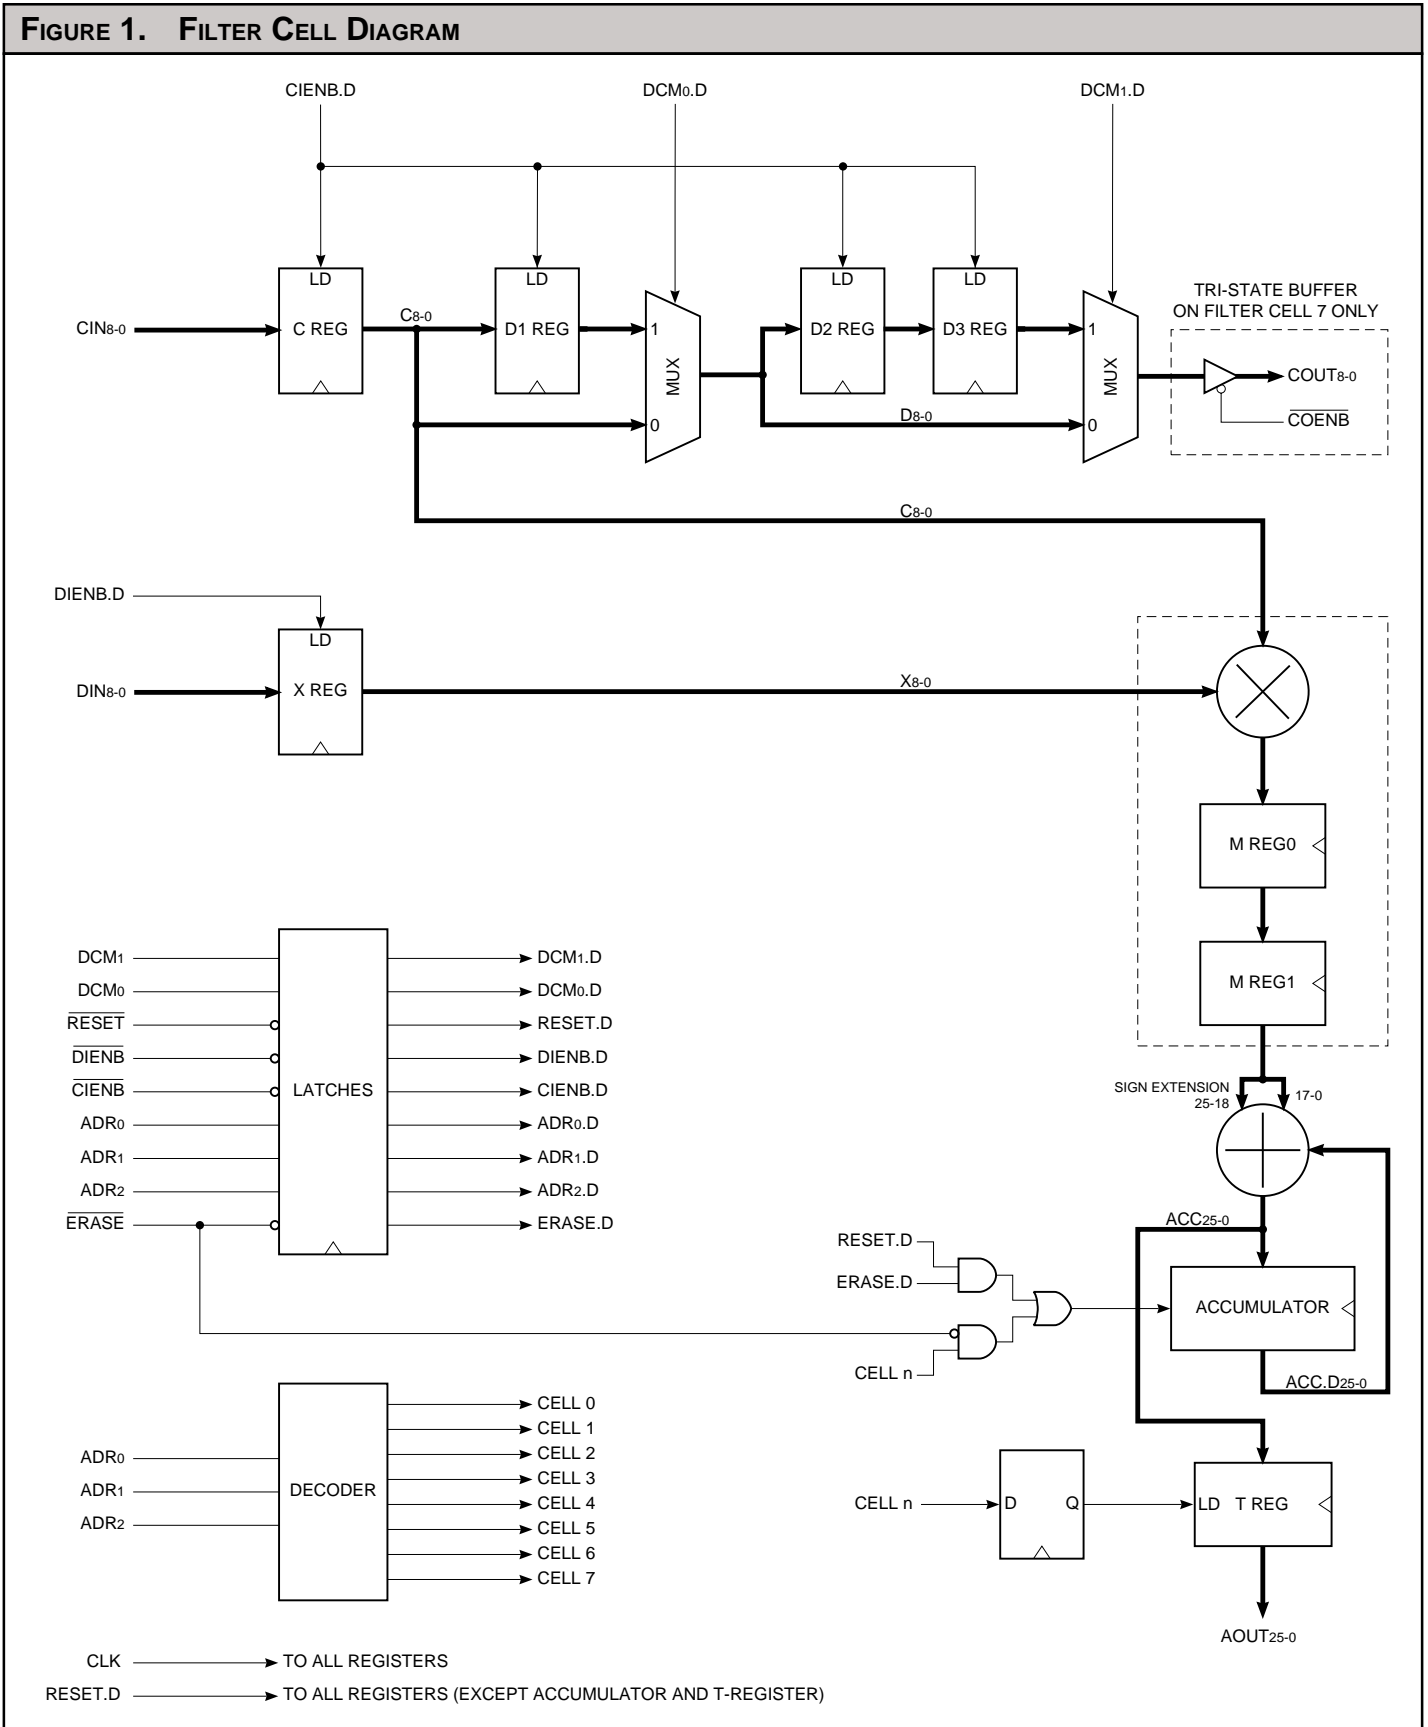 FIGURE 1. FILTER CELL DIAGRAM
CIENB.D
DCM0.D
DCM1.D
LD
LD
LD
LD
TRI-STATE BUFFER
ON FILTER CELL 7 ONLY
CIN8-0
C REG
C8-0
D1 REG
1
MUX
0
D2 REG
D3 REG
1
MUX
0
COUT8-0
COENB
D8-0
C8-0
DIENB.D
LD
DIN8-0
X REG
X8-0
M REG0
M REG1
SIGN EXTENSION
25-18
17-0
DCM1
DCM0
RESET
DIENB
CIENB
ADR0
ADR1
ADR2
ERASE
LATCHES
DCM1.D
DCM0.D
RESET.D
DIENB.D
CIENB.D
ADR0.D
ADR1.D
ADR2.D
ERASE.D
ACC25-0
RESET.D
ERASE.D
CELL n
ACCUMULATOR
ACC.D25-0
ADR0
ADR1
ADR2
DECODER
CELL 0
CELL 1
CELL 2
CELL 3
CELL 4
CELL 5
CELL 6
CELL 7
CELL n
D
Q
LD T REG
AOUT25-0
CLK
TO ALL REGISTERS
RESET.D
TO ALL REGISTERS (EXCEPT ACCUMULATOR AND T-REGISTER)